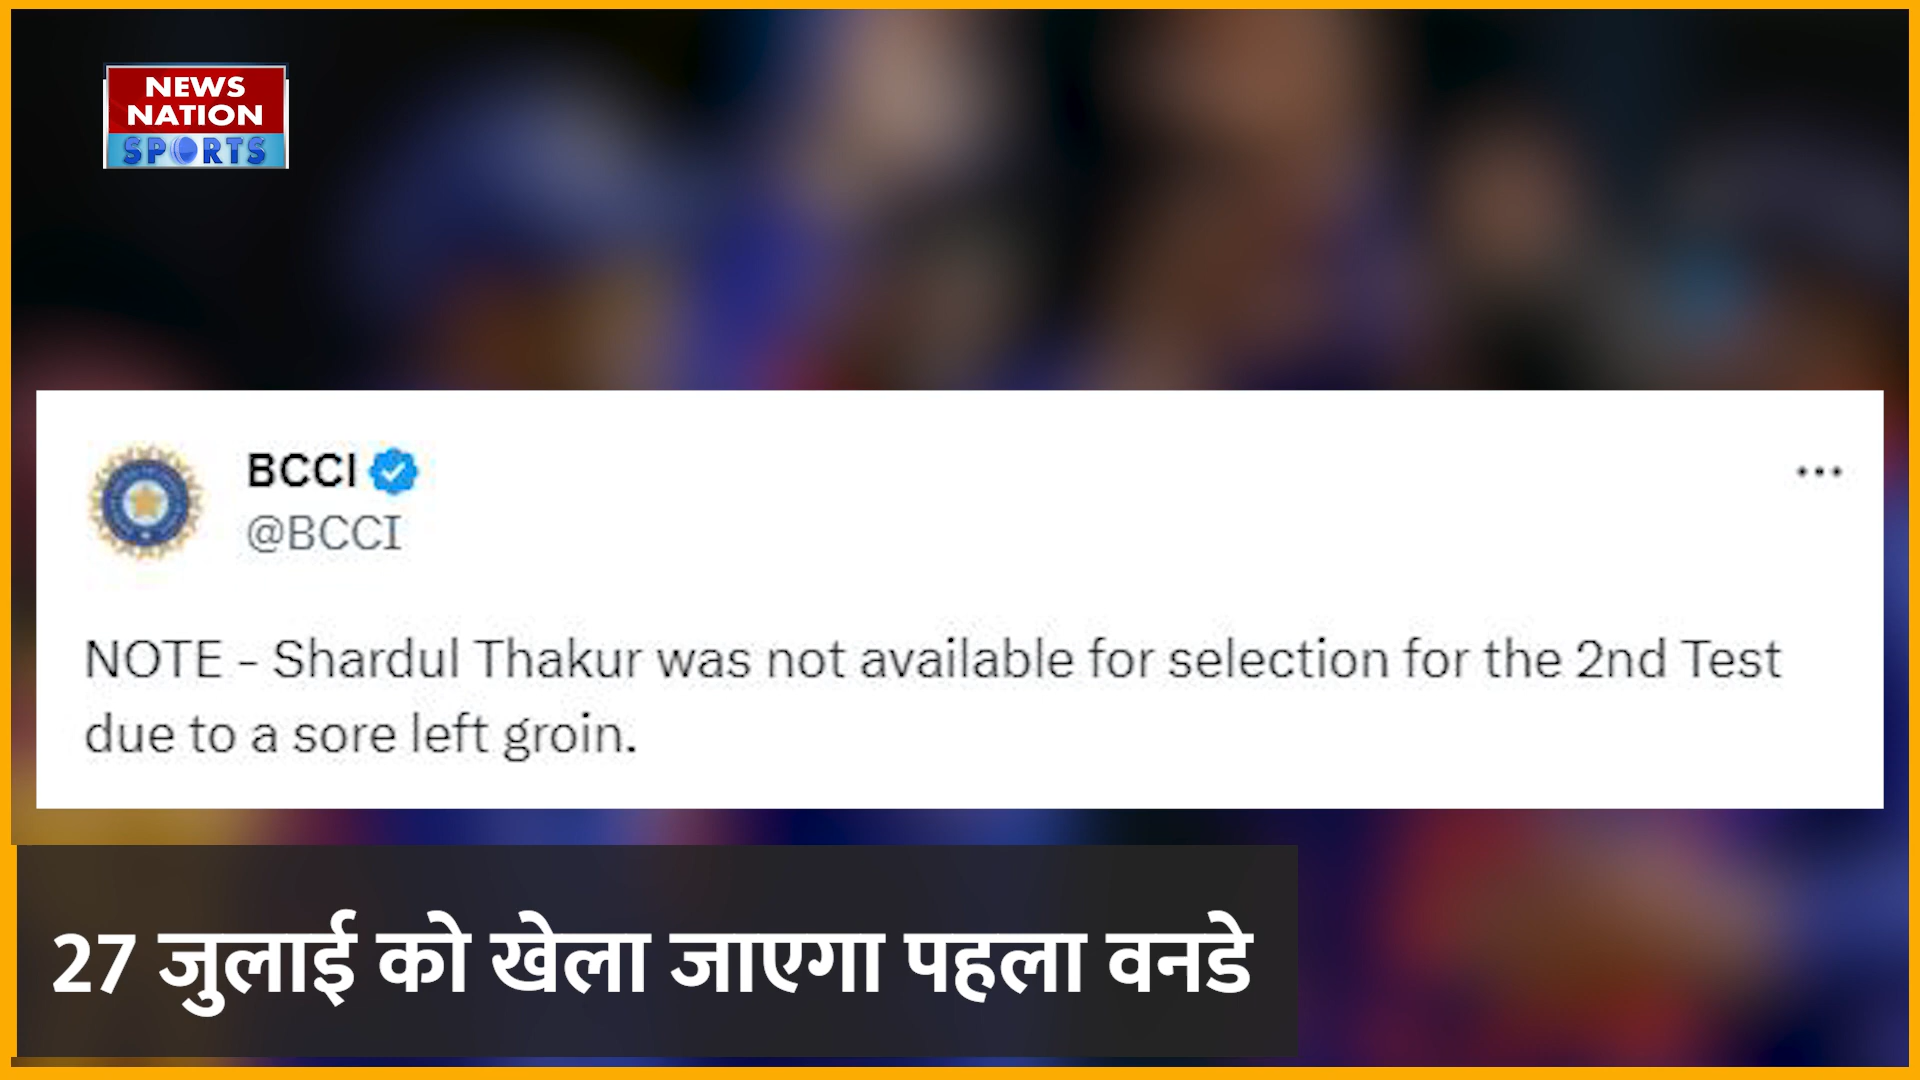 NEWS
NATION
SPORTS
BCCI
@BCCI
NOTE - Shardul Thakur was not available for selection for the 2nd Test
due to a sore left groin.
27 जुलाई को खेला जाएगा पहला वनडे